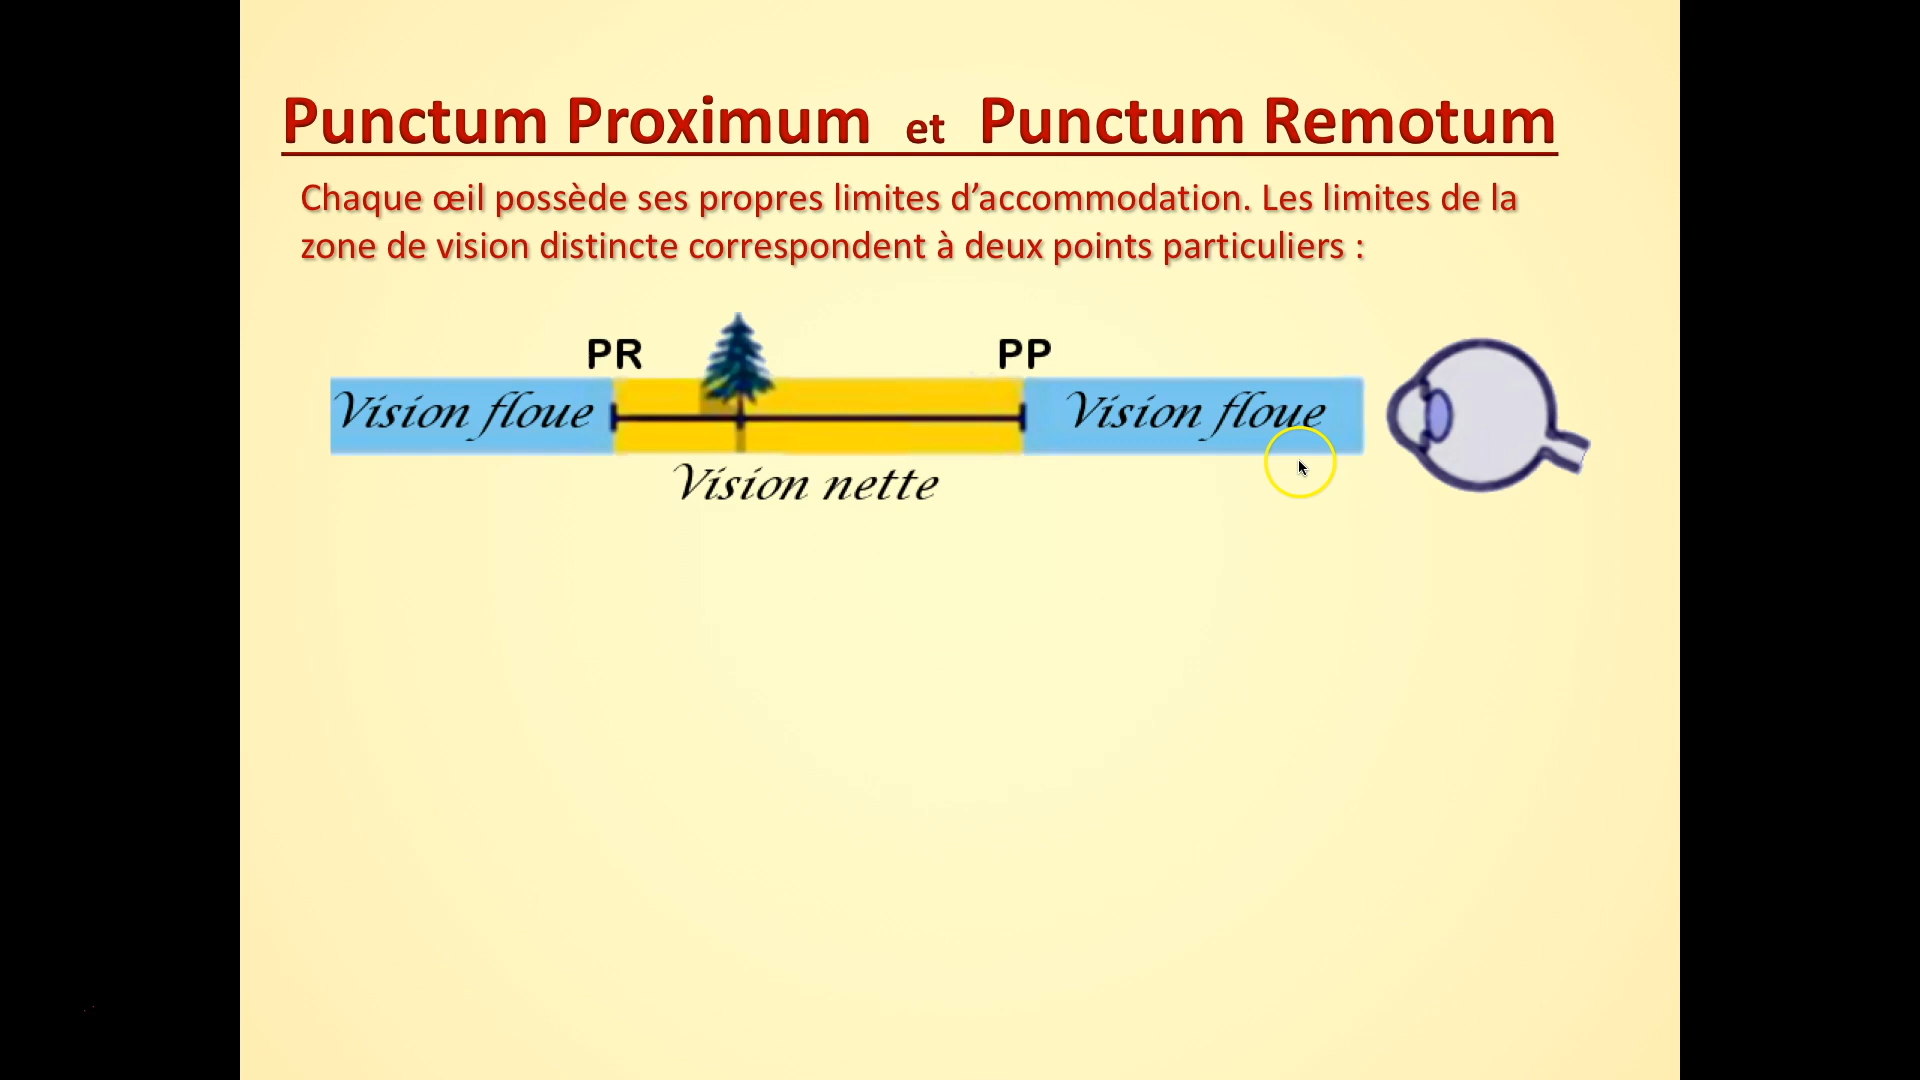 Punctum Proximum et Punctum Remotum
Chaque œil possède ses propres limites d’accommodation. Les limites de la
zone de vision distincte correspondent à deux points particuliers :
PR PP
Vision floue Vision floue
Vision nette